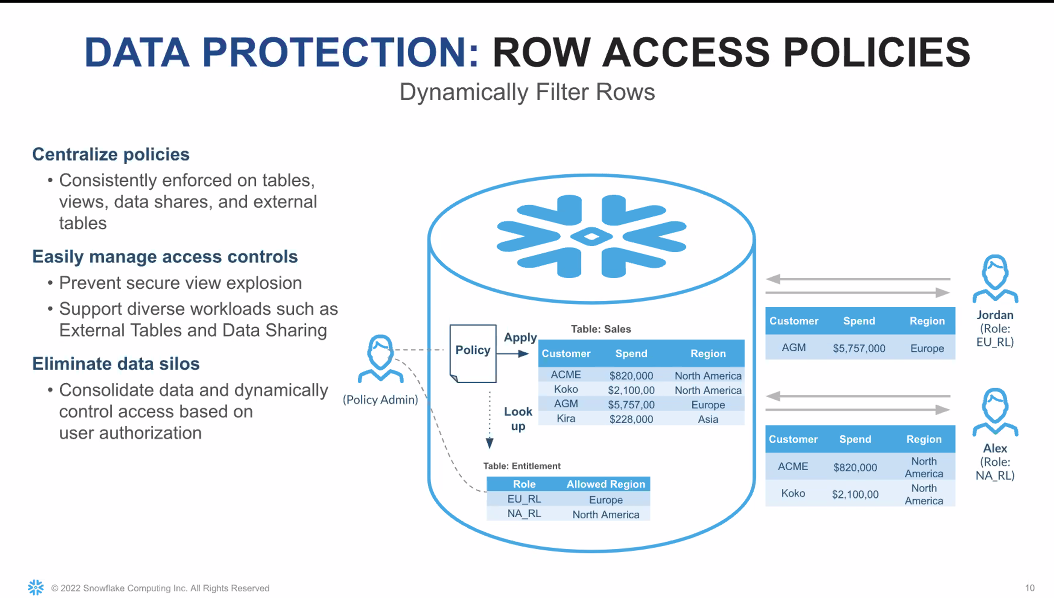 DATA PROTECTION: ROW ACCESS POLICIES
Dynamically Filter Rows
Centralize policies
• Consistently enforced on tables,
views, data shares, and external
tables
Easily manage access controls
• Prevent secure view explosion
• Support diverse workloads such as
External Tables and Data Sharing
Eliminate data silos
• Consolidate data and dynamically
control access based on
user authorization
(Policy Admin)
Policy
Apply
Look
up
Table: Sales
Customer Spend Region
ACME $820,000 North America
Koko $2,100,00 North America
AGM $5,757,00 Europe
Kira $228,000 Asia
Table: Entitlement
Role Allowed Region
EU_RL Europe
NA_RL North America
Customer Spend Region
AGM $5,757,000 Europe
Jordan
(Role:
EU_RL)
Customer Spend Region
ACME $820,000 North
America
Koko $2,100,00 North
America
Alex
(Role:
NA_RL)
© 2022 Snowflake Computing Inc. All Rights Reserved
10